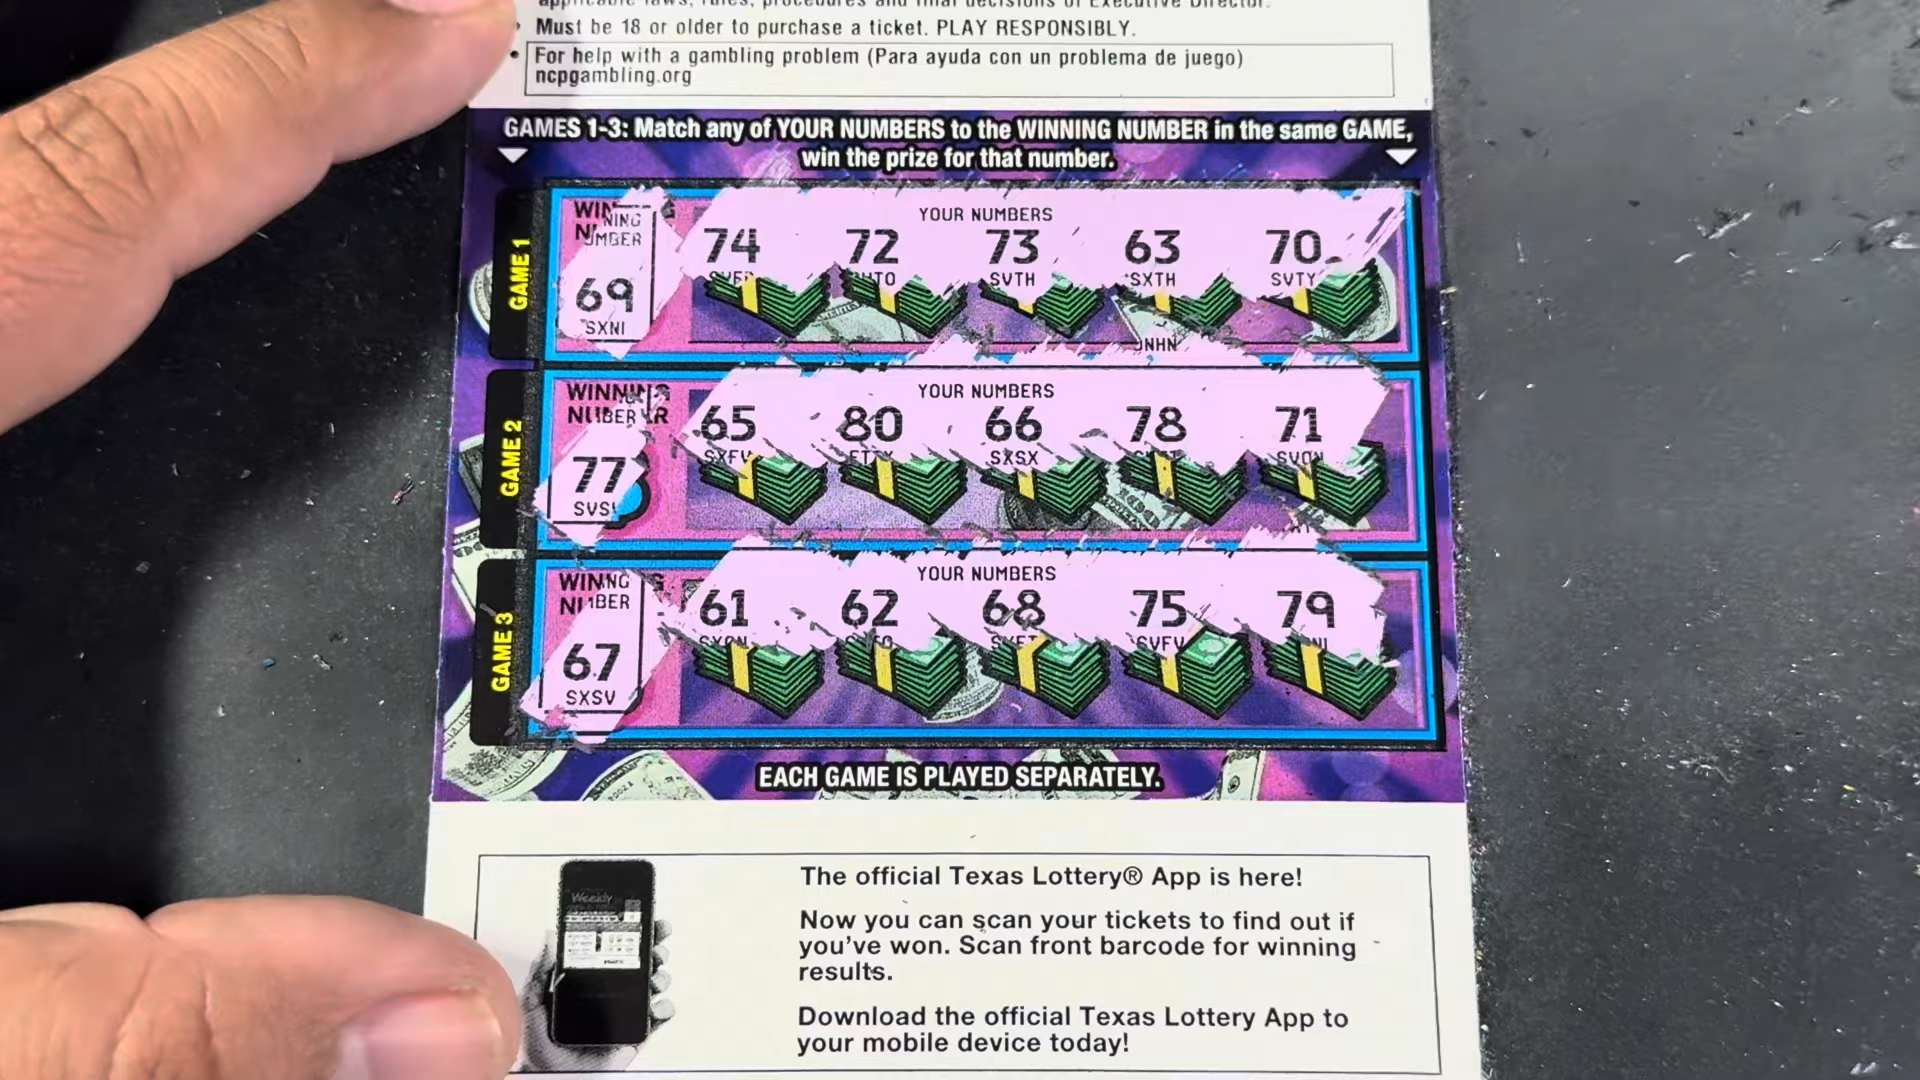 Must be 18 or older to purchase a ticket. PLAY RESPONSIBLY.
For help with a gambling problem (Para ayuda con un problema de juego)
ncpgambling.org
GAMES 1-3: Match any of YOUR NUMBERS to the WINNING NUMBER in the same GAME,
win the prize for that number.
GAME 1
YOUR NUMBERS
74 72 73 63 70
SVTH SXTH SVTY
69
SXNI
GAME 2
WINNING
YOUR NUMBERS
65 80 66 78 71
SXSX
77
GAME 3
YOUR NUMBERS
61 62 68 75 79
SVFV
67
SXSV
EACH GAME IS PLAYED SEPARATELY.
Weekly
The official Texas Lottery® App is here!
Now you can scan your tickets to find out if
you've won. Scan front barcode for winning
results.
Download the official Texas Lottery App to
your mobile device today!